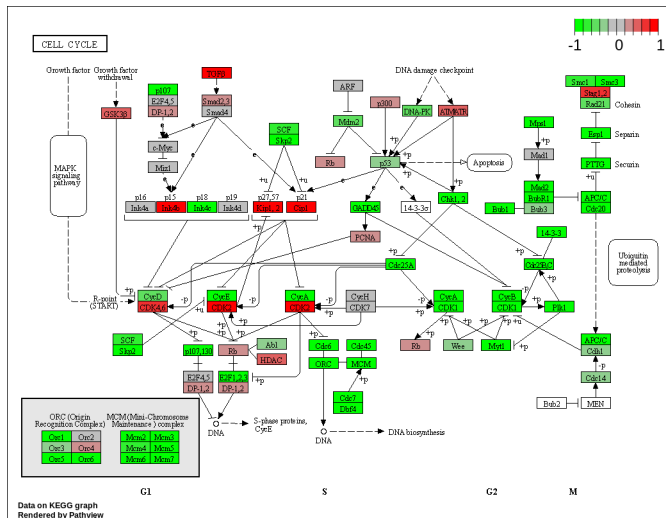 CELL CYCLE
-1 0 1
Growth factor
Growth factor withdrawal
DNA damage checkpoint
p107
E2F4,5
DP-1,2
TGFβ
GSK3β
Smad2,3
Smad4
ARF
Mdm2
p300
DNA-PK
ATM/ATR
Smc1
Smc3
Stag1,2
Rad21
Cohesin
Mps1
Mad1
Esp1
Separin
PTTG
Securin
MAPK signaling pathway
c-Myc
Miz1
SCF
Skp2
Rb
p53
Apoptosis
Mad2
BubR1
Bub3
Bub1
APC/C
Cdc20
p16
p15
p18
p19
p27,57
p21
Ink4a
Ink4b
Ink4c
Ink4d
Kip1,2
Cip1
GADD45
14-3-3σ
Chk1,2
14-3-3
PCNA
Cdc25A
Cdc25B,C
Ubiquitin mediated proteolysis
R-point (START)
CycD
CDK4,6
CycE
CDK2
CycA
CDK2
CycH
CDK7
CycA
CDK1
CycB
CDK1
Plk1
SCF
Skp2
p107,130
Rb
Abl
HDAC
Cdc6
Cdc45
ORC
MCM
Rb
Wee
Myt1
APC/C
Cdh1
Cdc14
E2F4,5
DP-1,2
E2F1,2,3
DP-1,2
Cdc7
Dbf4
Bub2
MEN
DNA
S-phase proteins, CycE
DNA
DNA biosynthesis
ORC (Origin Recognition Complex)
MCM (Mini-Chromosome Maintenance) complex
Orc1 Orc2 Mcm2 Mcm3
Orc3 Orc4 Mcm4 Mcm5
Orc5 Orc6 Mcm6 Mcm7
G1 S G2 M
Data on KEGG graph
Rendered by Pathview